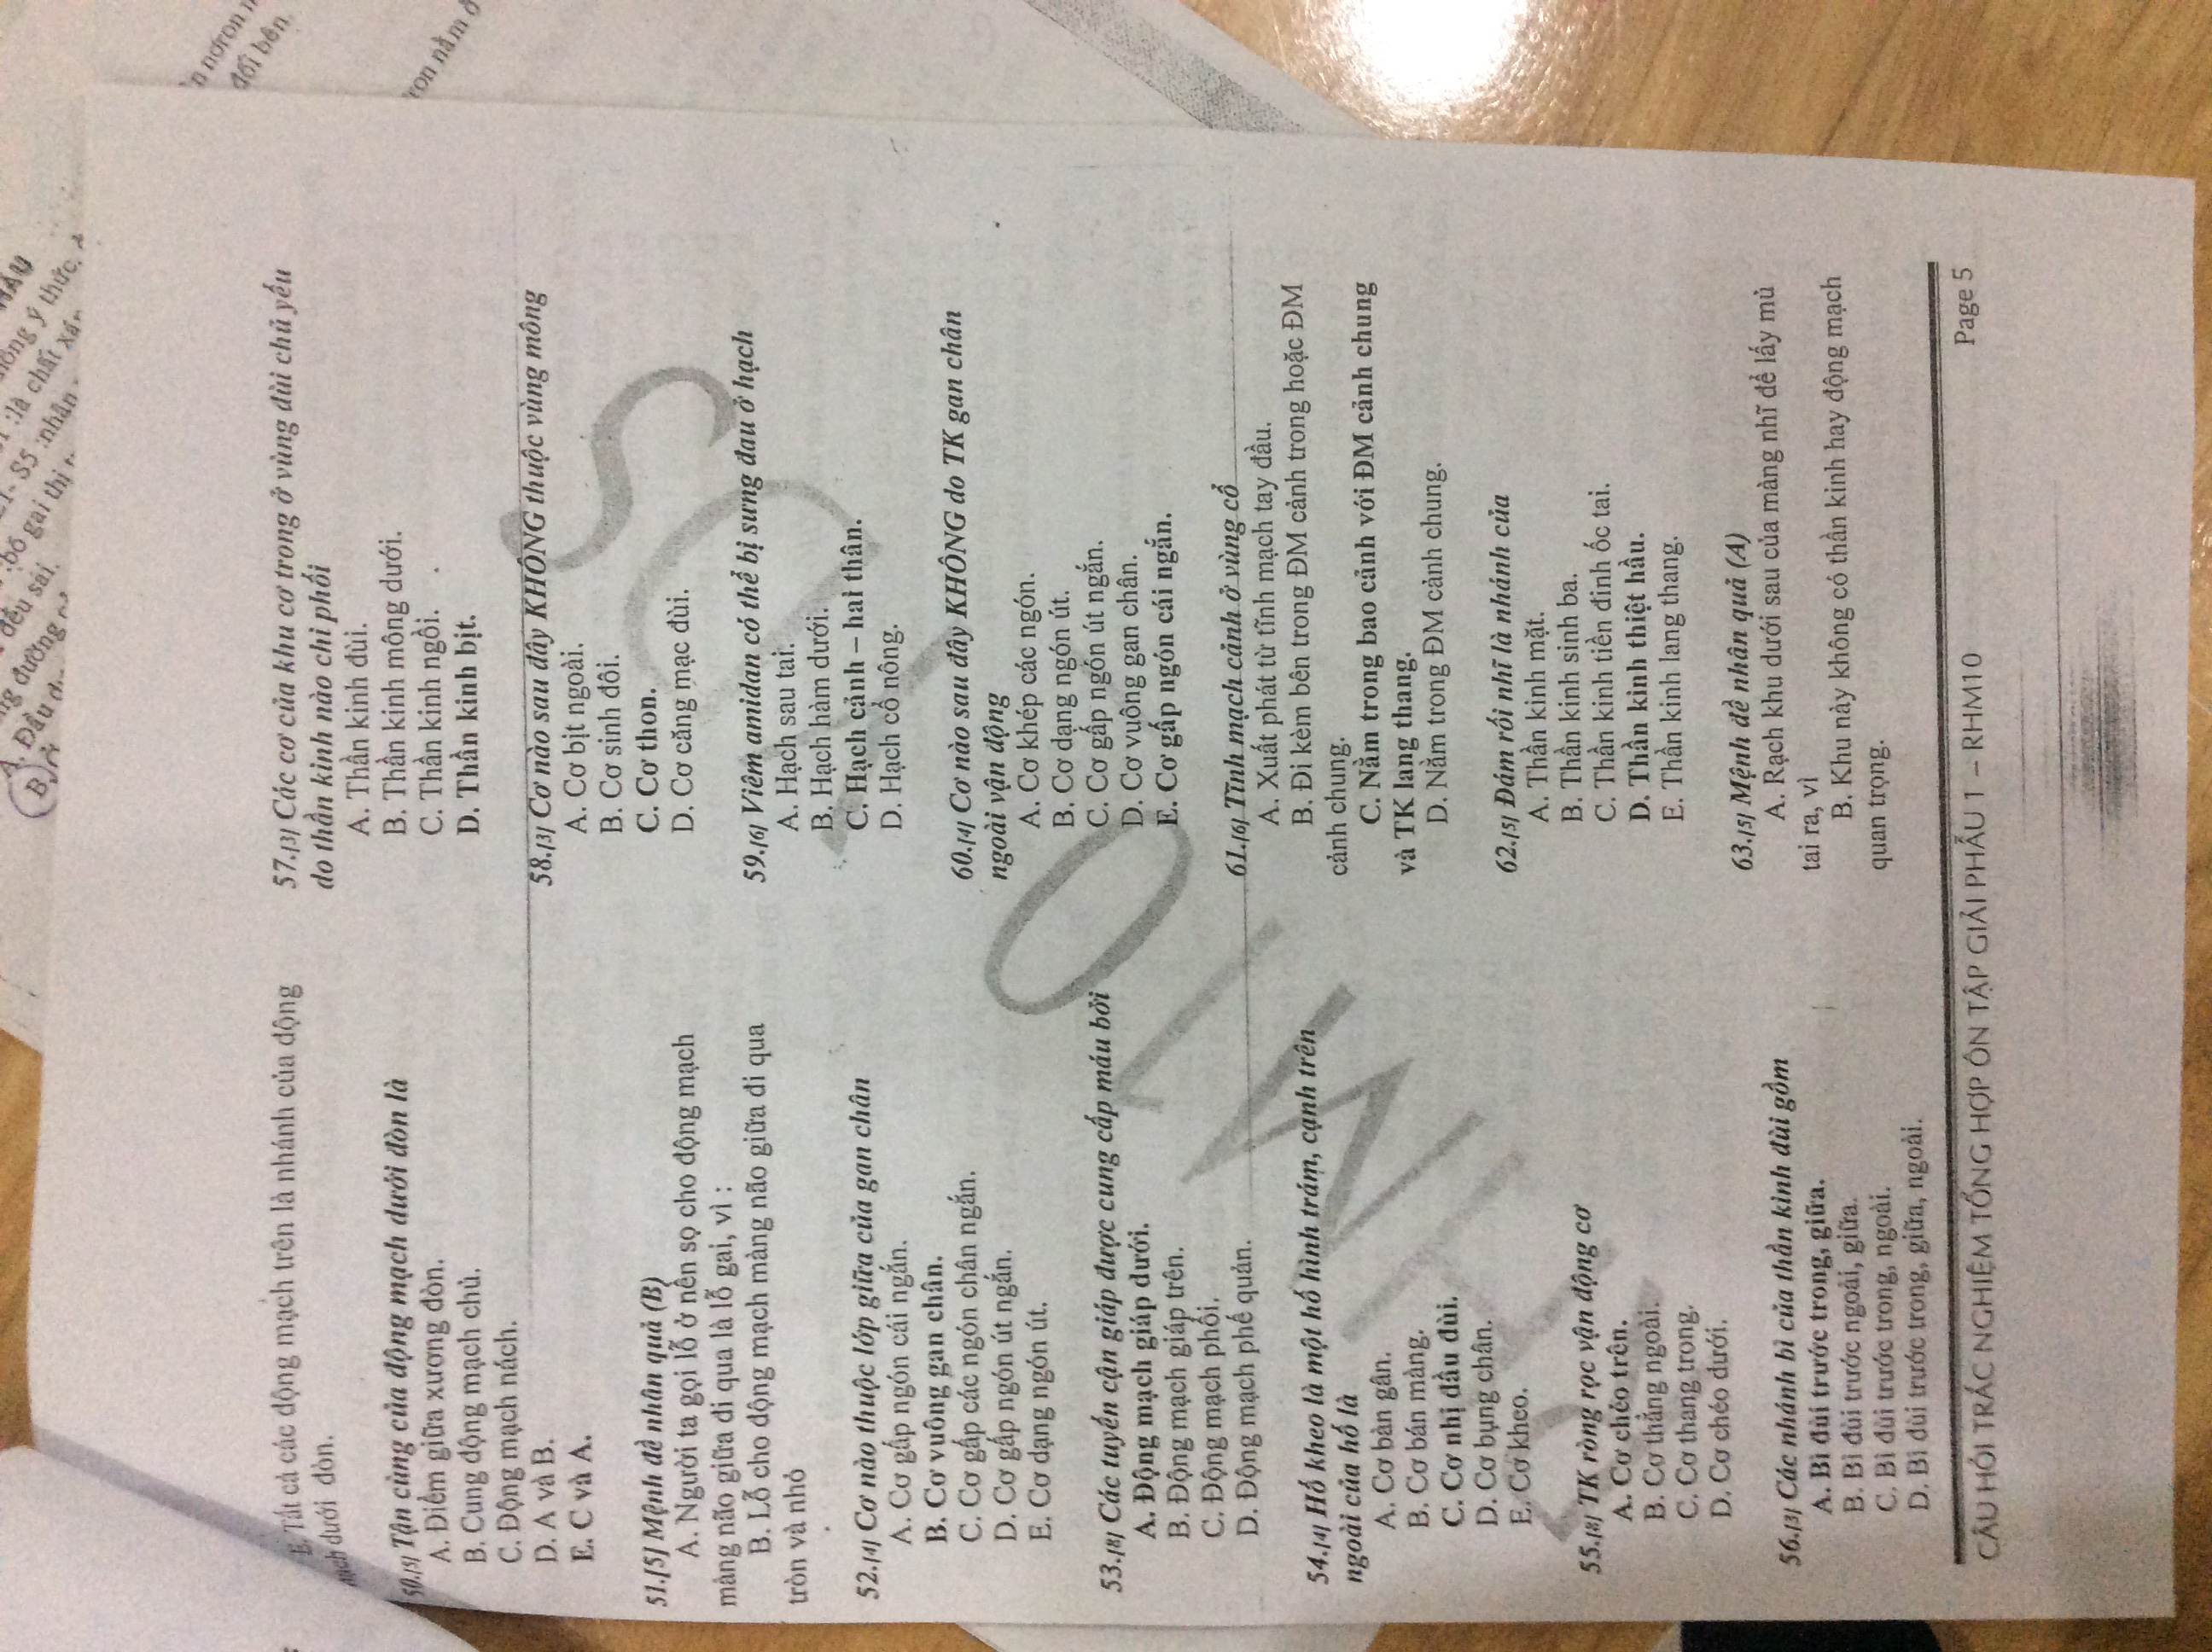 A. Đầu
B. Ở
đều sái.
E. Tất cả các động mạch trên là nhánh của động
mạch dưới đòn.
50.[5] Tận cùng của động mạch dưới đòn là
A. Điểm giữa xương đòn.
B. Cung động mạch chủ.
C. Động mạch nách.
D. A và B.
E. C và A.
51.[5] Mệnh đề nhân quả (B)
A. Người ta gọi lỗ ở nền sọ cho động mạch
màng não giữa đi qua là lỗ gai, vì :
B. Lỗ cho động mạch màng não giữa đi qua
tròn và nhỏ
52.[4] Cơ nào thuộc lớp giữa của gan chân
A. Cơ gấp ngón cái ngắn.
B. Cơ vuông gan chân.
C. Cơ gấp các ngón chân ngắn.
D. Cơ gấp ngón út ngắn.
E. Cơ dạng ngón út.
53.[8] Các tuyến cận giáp được cung cấp máu bởi
A. Động mạch giáp dưới.
B. Động mạch giáp trên.
C. Động mạch phổi.
D. Động mạch phế quản.
54.[4] Hố kheo là một hố hình trám, cạnh trên
ngoài của hố là
A. Cơ bàn gân.
B. Cơ bán màng.
C. Cơ nhị đầu đùi.
D. Cơ bụng chân.
E. Cơ kheo.
55.[8] TK ròng rọc vận động cơ
A. Cơ chéo trên.
B. Cơ thẳng ngoài.
C. Cơ thang trong.
D. Cơ chéo dưới.
56.[3] Các nhánh bì của thần kinh đùi gồm
A. Bì đùi trước trong, giữa.
B. Bì đùi trước ngoài, giữa.
C. Bì đùi trước trong, ngoài.
D. Bì đùi trước trong, giữa, ngoài.
57.[3] Các cơ của khu cơ trong ở vùng đùi chủ yếu
do thần kinh nào chi phối
A. Thần kinh đùi.
B. Thần kinh mông dưới.
C. Thần kinh ngồi.
D. Thần kinh bịt.
58.[3] Cơ nào sau đây KHÔNG thuộc vùng mông
A. Cơ bịt ngoài.
B. Cơ sinh đôi.
C. Cơ thon.
D. Cơ căng mạc đùi.
59.[6] Viêm amidan có thể bị sưng đau ở hạch
A. Hạch sau tai.
B. Hạch hàm dưới.
C. Hạch cảnh – hai thân.
D. Hạch cổ nông.
60.[4] Cơ nào sau đây KHÔNG do TK gan chân
ngoài vận động
A. Cơ khép các ngón.
B. Cơ dạng ngón út.
C. Cơ gấp ngón út ngắn.
D. Cơ vuông gan chân.
E. Cơ gấp ngón cái ngắn.
61.[6] Tĩnh mạch cảnh ở vùng cổ
A. Xuất phát từ tĩnh mạch tay đầu.
B. Đi kèm bên trong ĐM cảnh trong hoặc ĐM
cảnh chung.
C. Nằm trong bao cảnh với ĐM cảnh chung
và TK lang thang.
D. Nằm trong ĐM cảnh chung.
62.[5] Đám rối nhĩ là nhánh của
A. Thần kinh mặt.
B. Thần kinh sinh ba.
C. Thần kinh tiền đình ốc tai.
D. Thần kinh thiệt hầu.
E. Thần kinh lang thang.
63.[5] Mệnh đề nhân quả (A)
A. Rạch khu dưới sau của màng nhĩ để lấy mủ
tai ra, vì
B. Khu này không có thần kinh hay động mạch
quan trọng.
CÂU HỎI TRẮC NGHIỆM TỔNG HỢP ÔN TẬP GIẢI PHẪU 1 – RHM10
Page 5